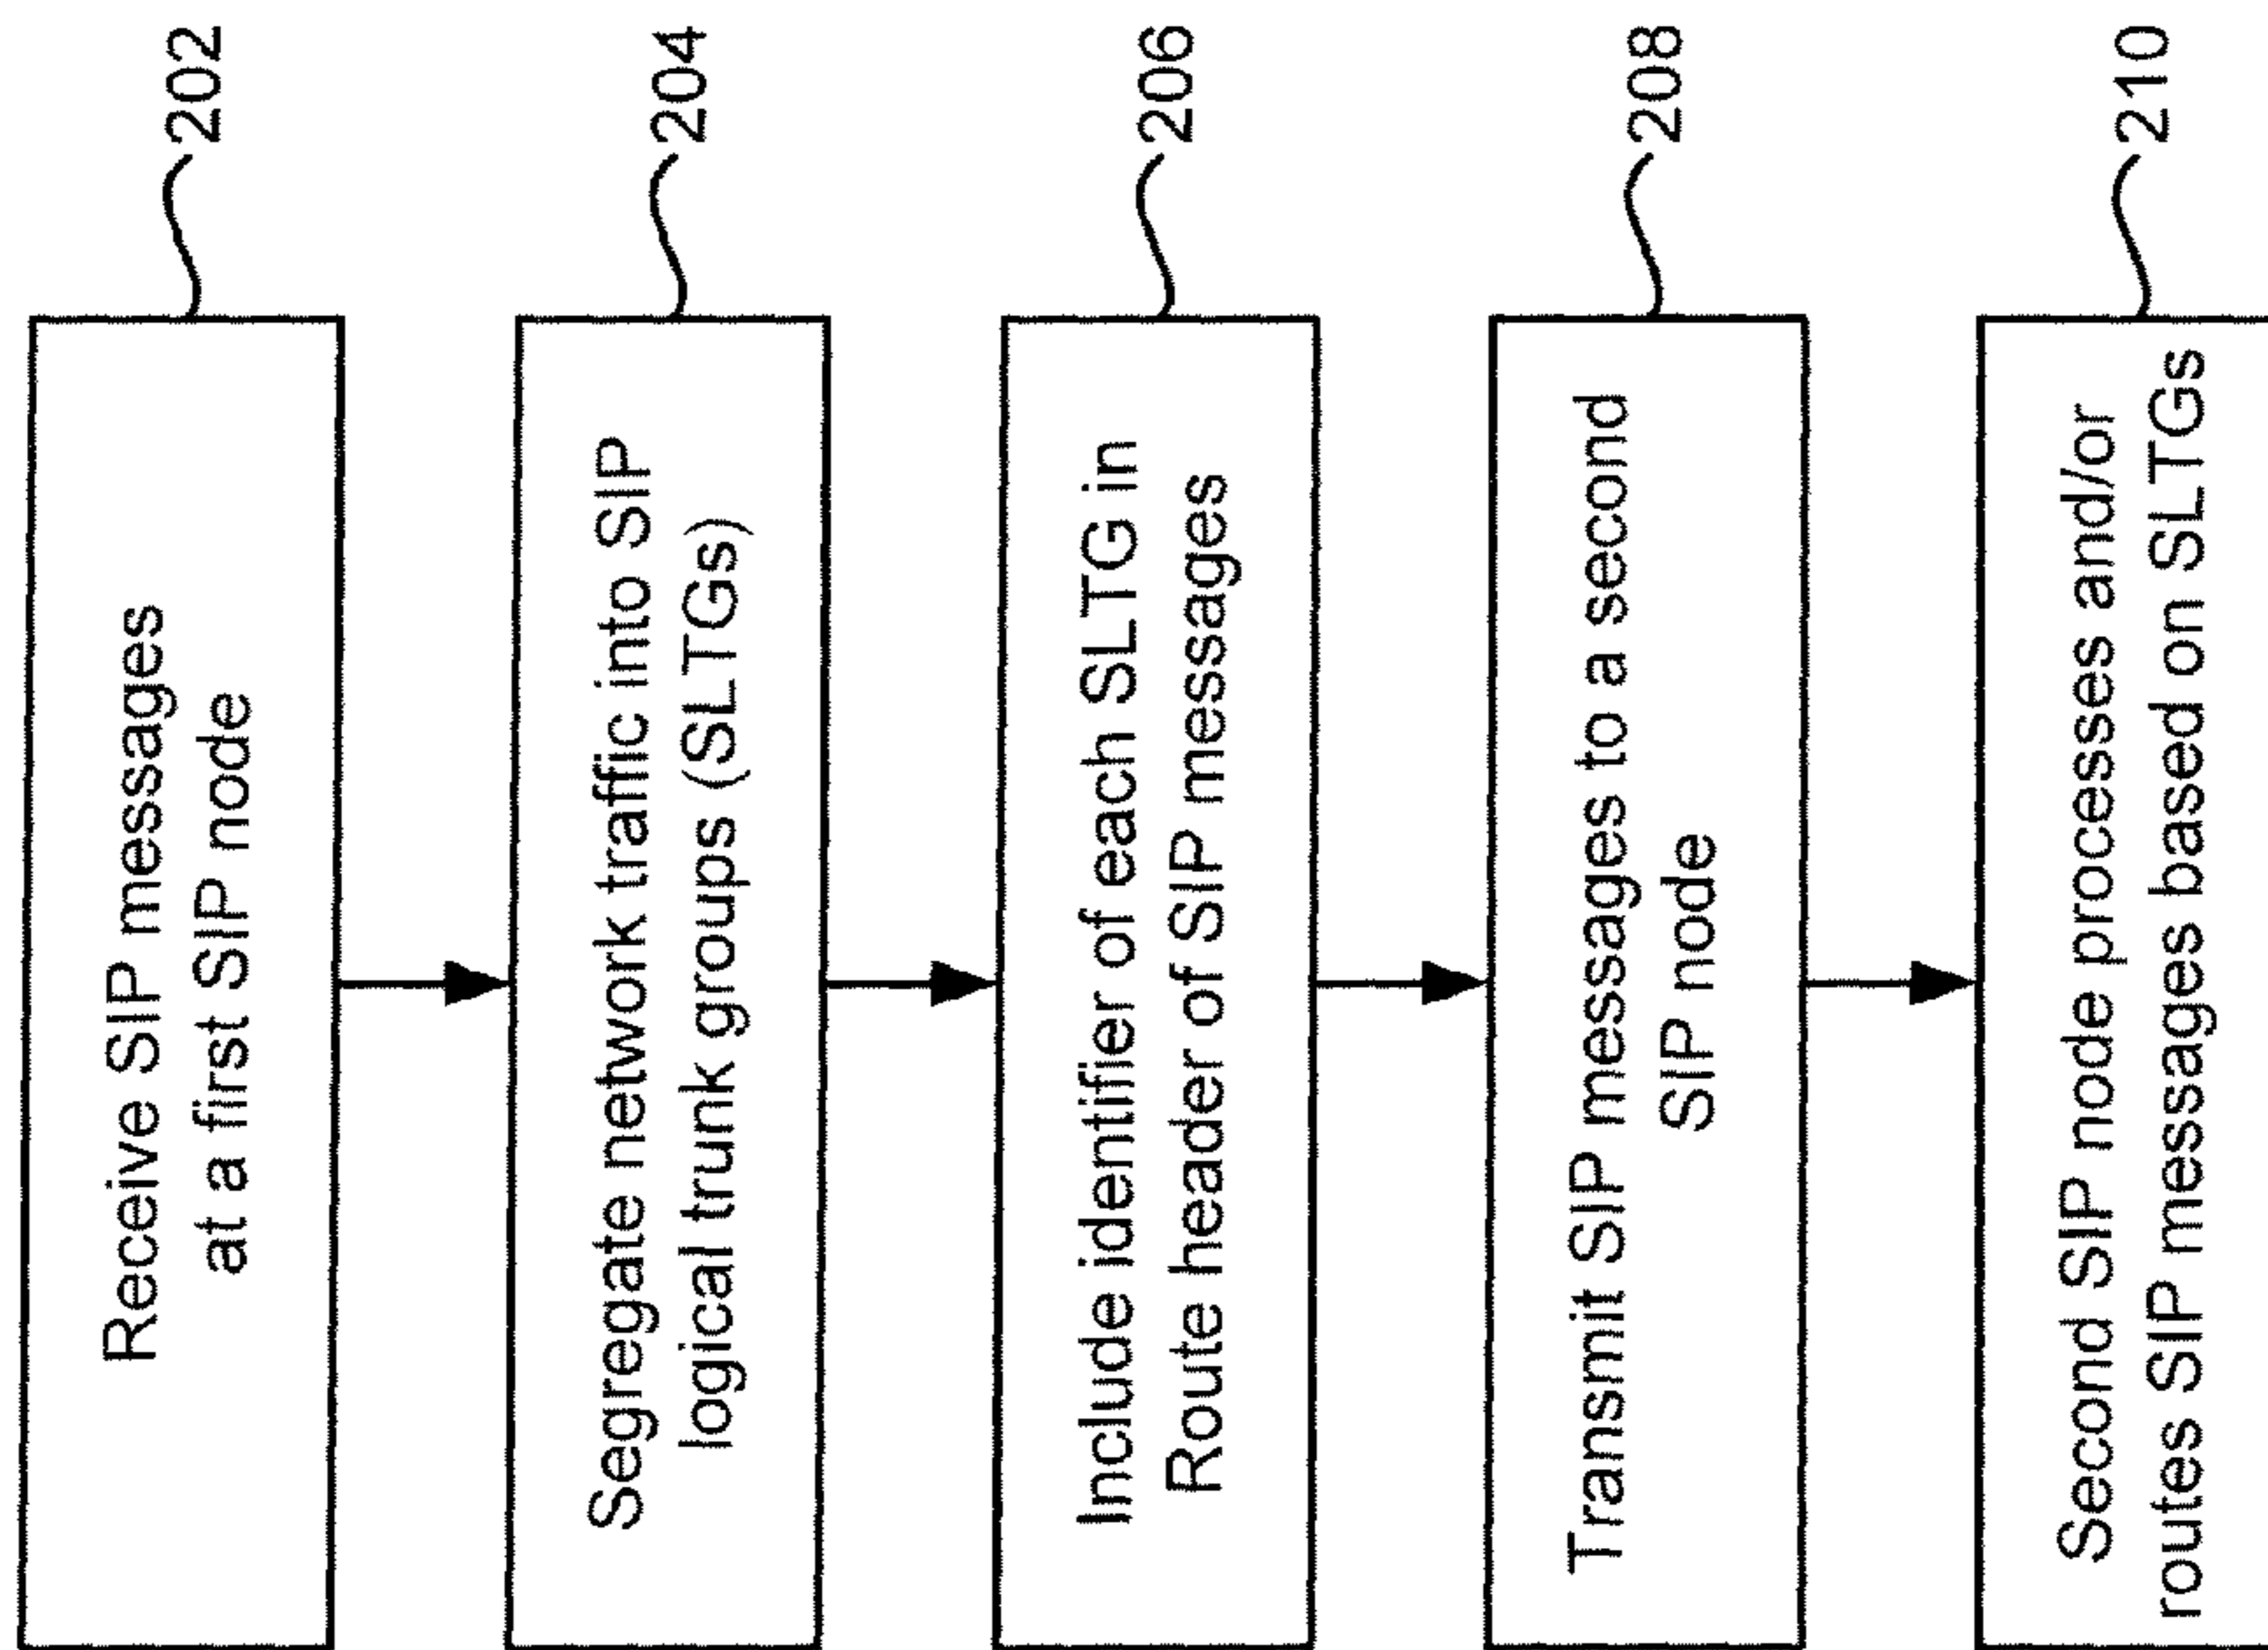 Receive SIP messages
at a first SIP node
202
Segregate network traffic into SIP
logical trunk groups (SLTGs)
204
Include identifier of each SLTG in
Route header of SIP messages
206
Transmit SIP messages to a second
SIP node
208
Second SIP node processes and/or
routes SIP messages based on SLTGs
210